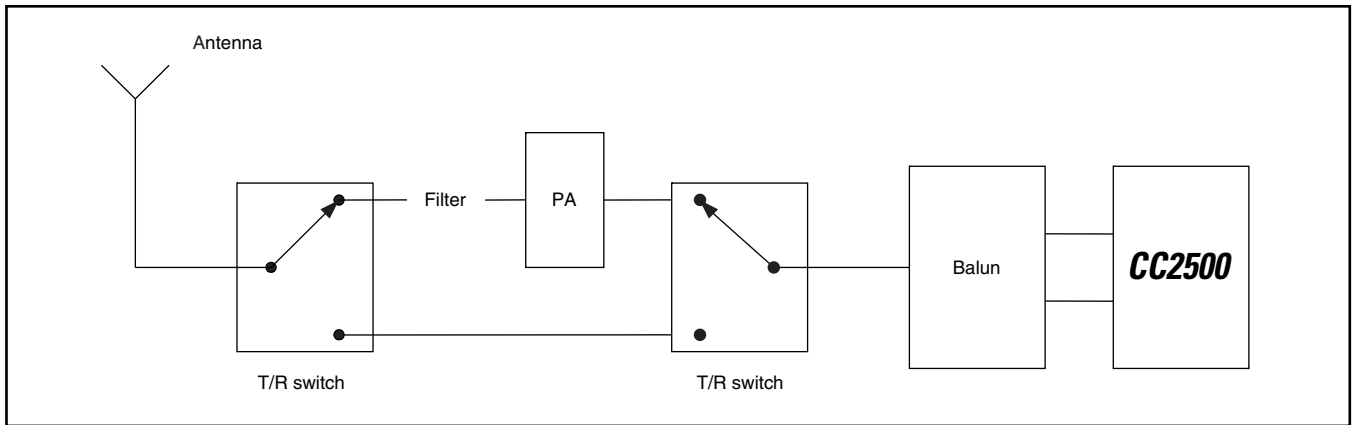 Antenna
Filter
PA
Balun
CC2500
T/R switch
T/R switch